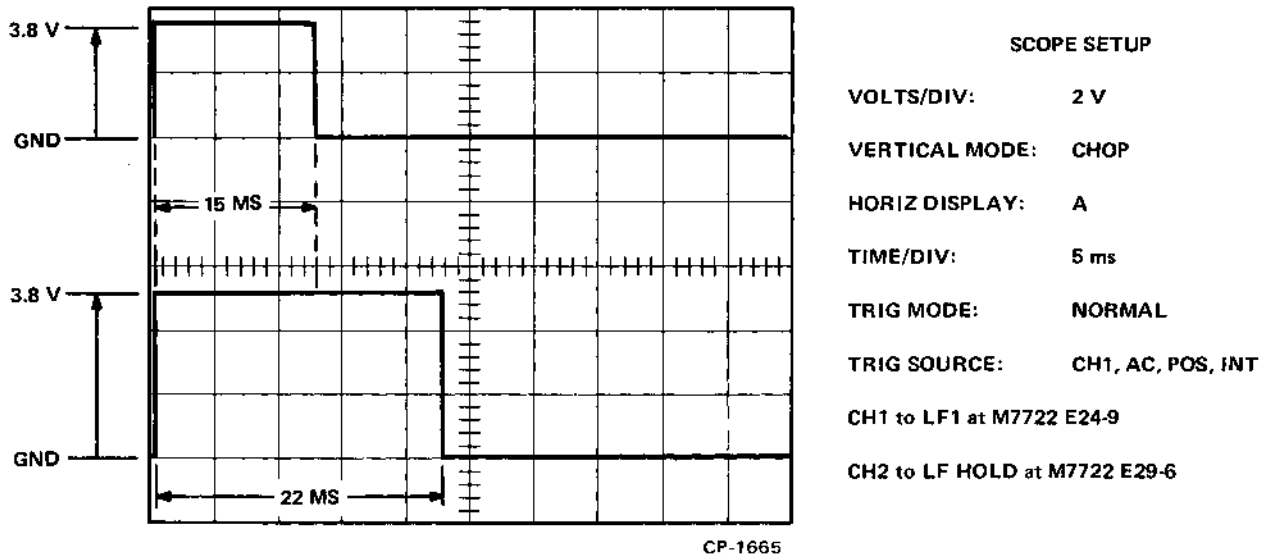 3.8 V
GND
15 MS
3.8 V
GND
22 MS
CP-1665
SCOPE SETUP
VOLTS/DIV: 2 V
VERTICAL MODE: CHOP
HORIZ DISPLAY: A
TIME/DIV: 5 ms
TRIG MODE: NORMAL
TRIG SOURCE: CH1, AC, POS, INT
CH1 to LF1 at M7722 E24-9
CH2 to LF HOLD at M7722 E29-6